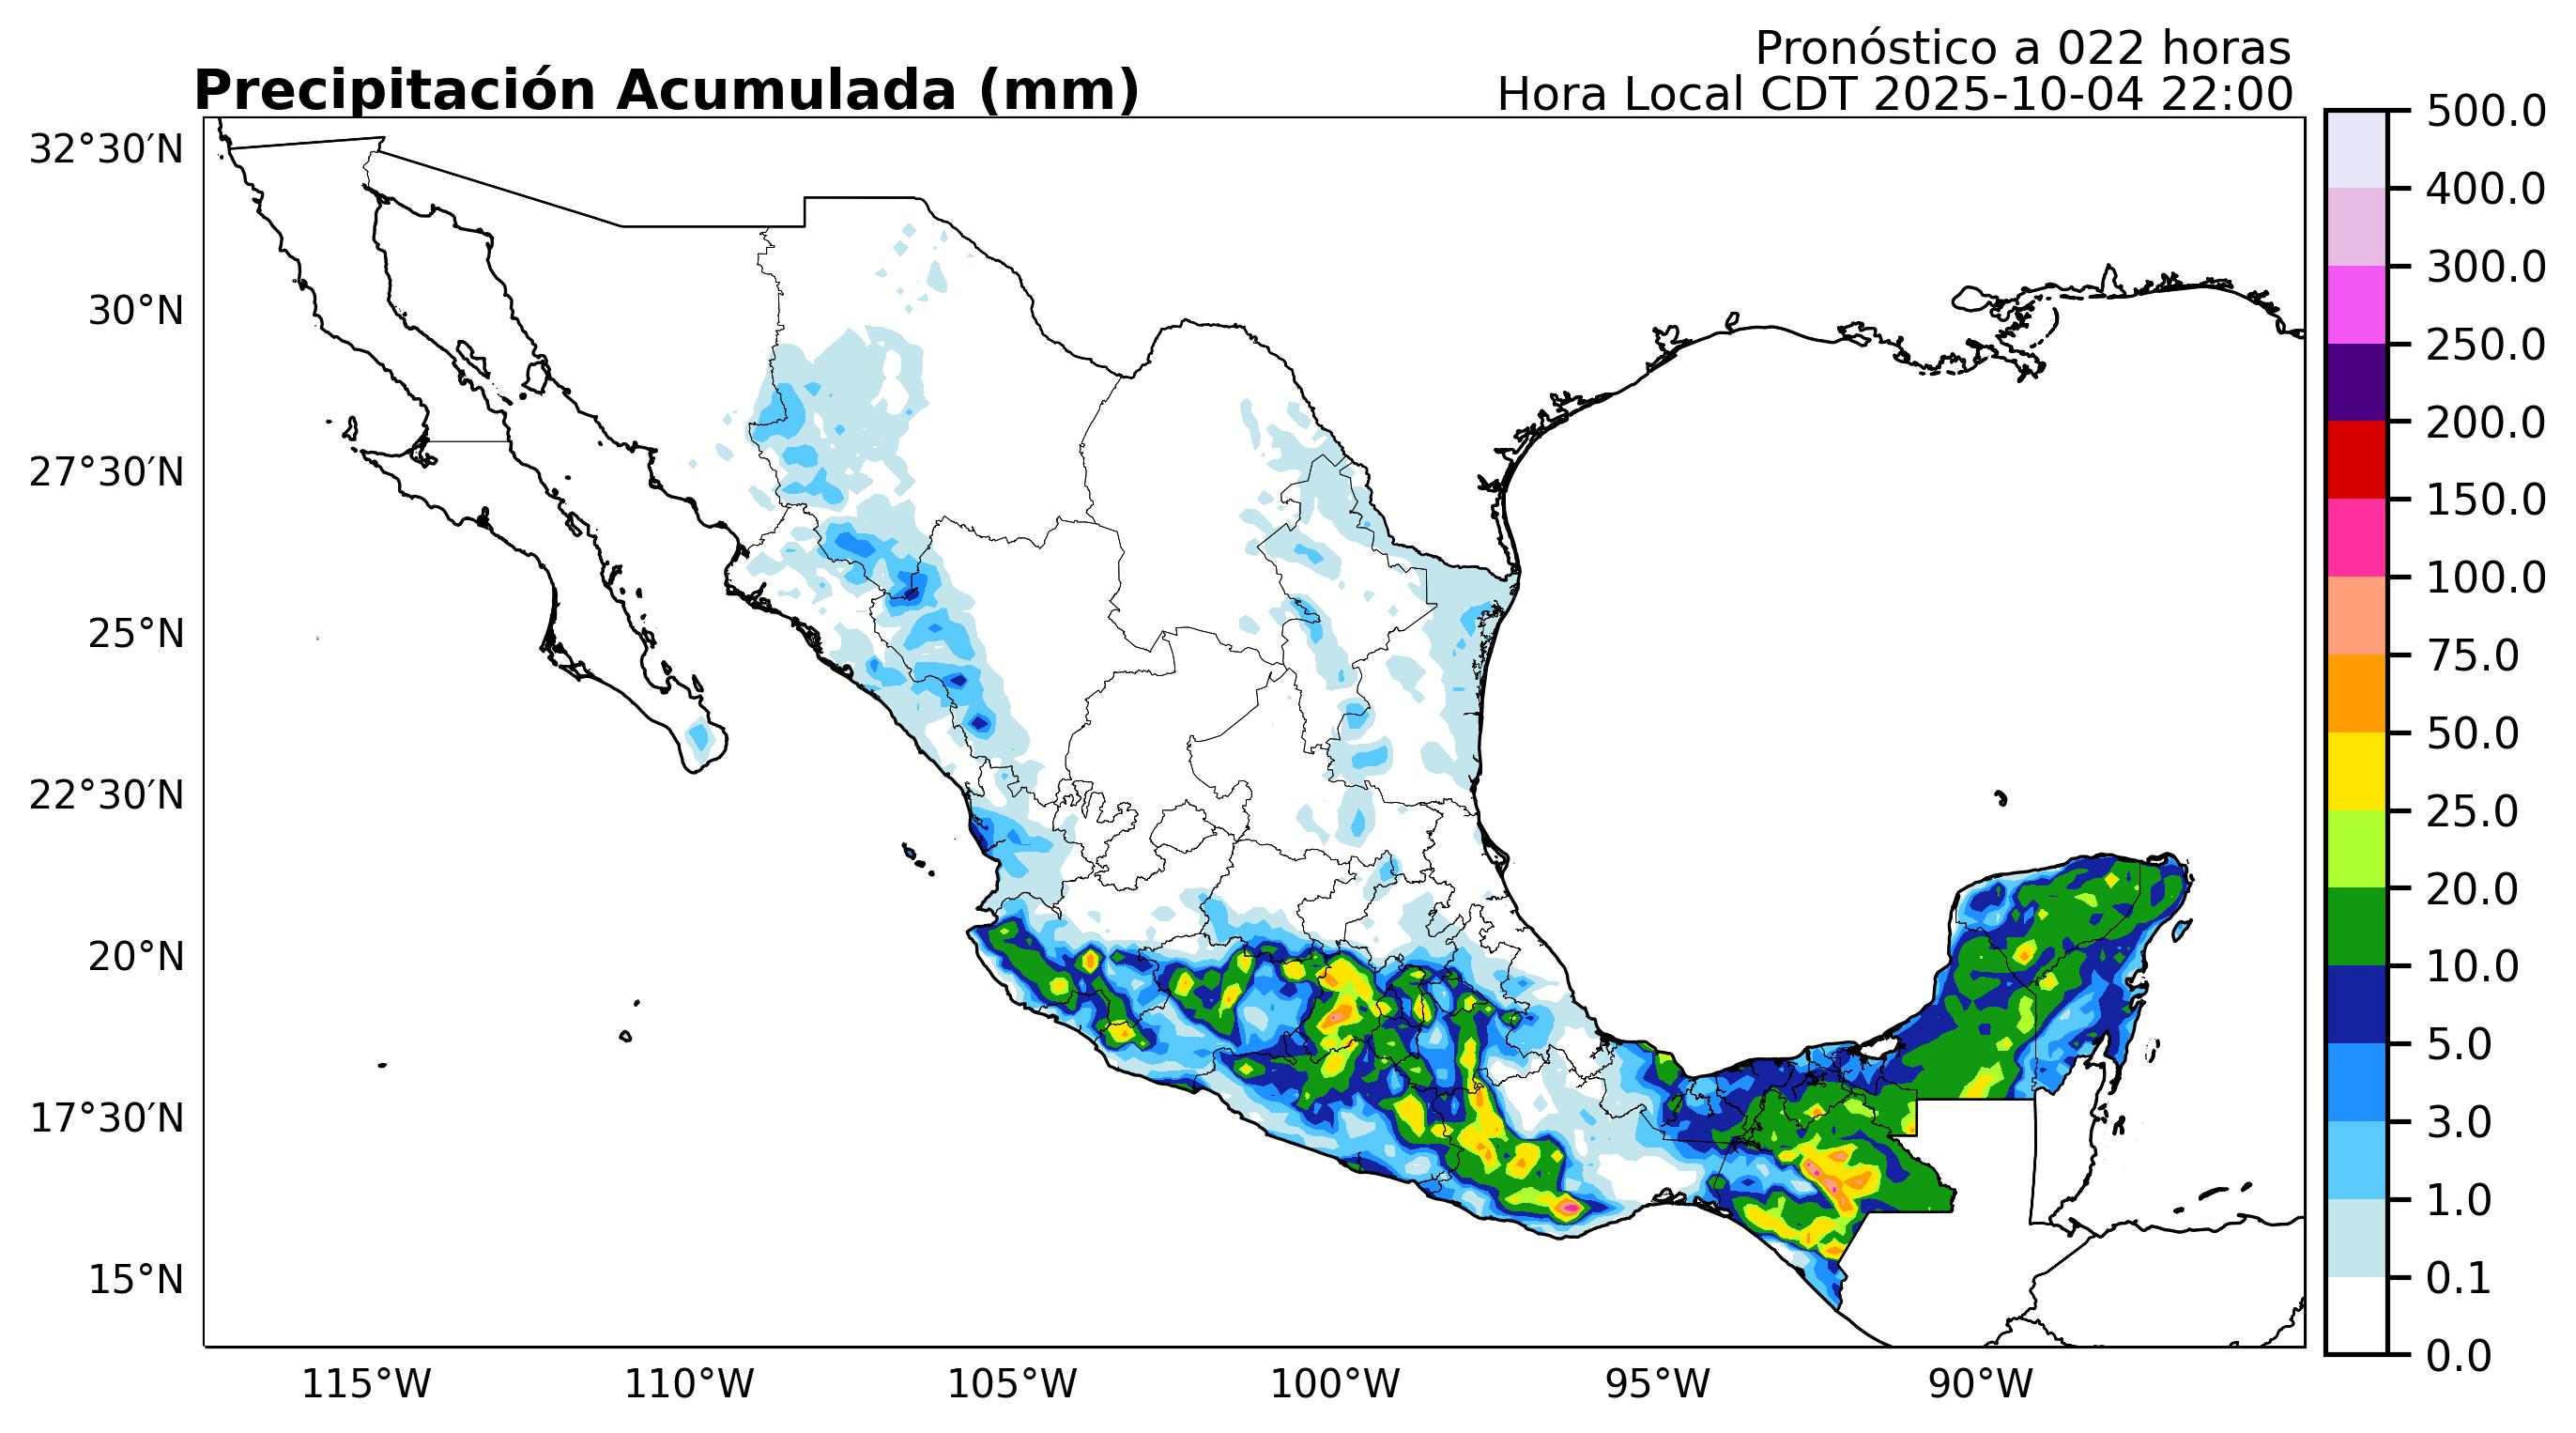 Pronóstico a 022 horas
Precipitación Acumulada (mm)
Hora Local CDT 2025-10-04 22:00
32°30′N
30°N
27°30′N
25°N
22°30′N
20°N
17°30′N
15°N
115°W
110°W
105°W
100°W
95°W
90°W
500.0
400.0
300.0
250.0
200.0
150.0
100.0
75.0
50.0
25.0
20.0
10.0
5.0
3.0
1.0
0.1
0.0